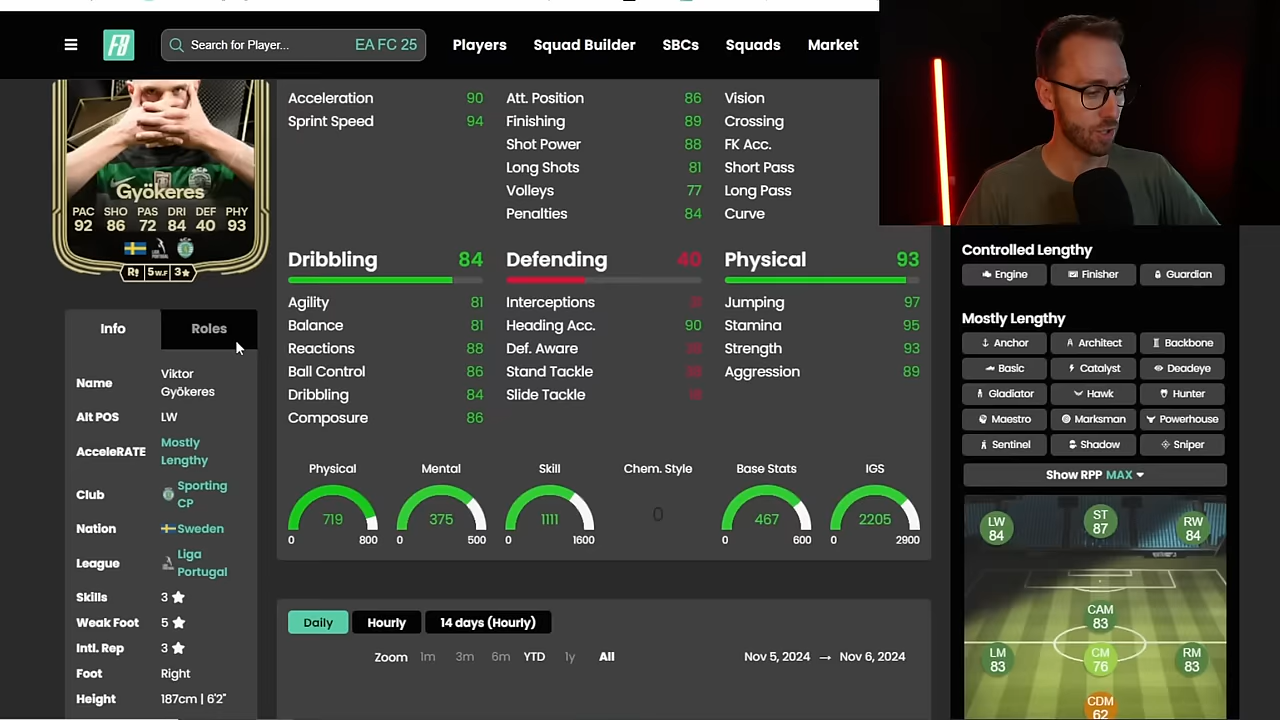 F8
Search for Player...
EA FC 25
Players
Squad Builder
SBCs
Squads
Market
Gyökeres
PAC SHO PAS DRI DEF PHY
92 86 72 84 40 93
R 5 W.F 3★
Info
Roles
Name Viktor Gyökeres
Alt POS LW
AcceleRATE Mostly Lengthy
Club Sporting CP
Nation Sweden
League Liga Portugal
Skills 3 ★
Weak Foot 5 ★
Intl. Rep 3 ★
Foot Right
Height 187cm | 6'2"
Acceleration 90
Sprint Speed 94
Att. Position 86
Finishing 89
Shot Power 88
Long Shots 81
Volleys 77
Penalties 84
Vision
Crossing
FK Acc.
Short Pass
Long Pass
Curve
Dribbling 84
Agility 81
Balance 81
Reactions 88
Ball Control 86
Dribbling 84
Composure 86
Defending 40
Interceptions
Heading Acc. 90
Def. Aware
Stand Tackle
Slide Tackle
Physical 93
Jumping 97
Stamina 95
Strength 93
Aggression 89
Physical Mental Skill Chem. Style Base Stats IGS
719 375 1111 0 467 2205
0 800 0 500 0 1600 0 600 0 2900
Daily
Hourly
14 days (Hourly)
Zoom 1m 3m 6m YTD 1y All
Nov 5, 2024 → Nov 6, 2024
Controlled Lengthy
Engine Finisher Guardian
Mostly Lengthy
Anchor Architect Backbone
Basic Catalyst Deadeye
Gladiator Hawk Hunter
Maestro Marksman Powerhouse
Sentinel Shadow Sniper
Show RPP MAX
LW 84
ST 87
RW 84
CAM 83
LM 83
CM 76
RM 83
CDM 62